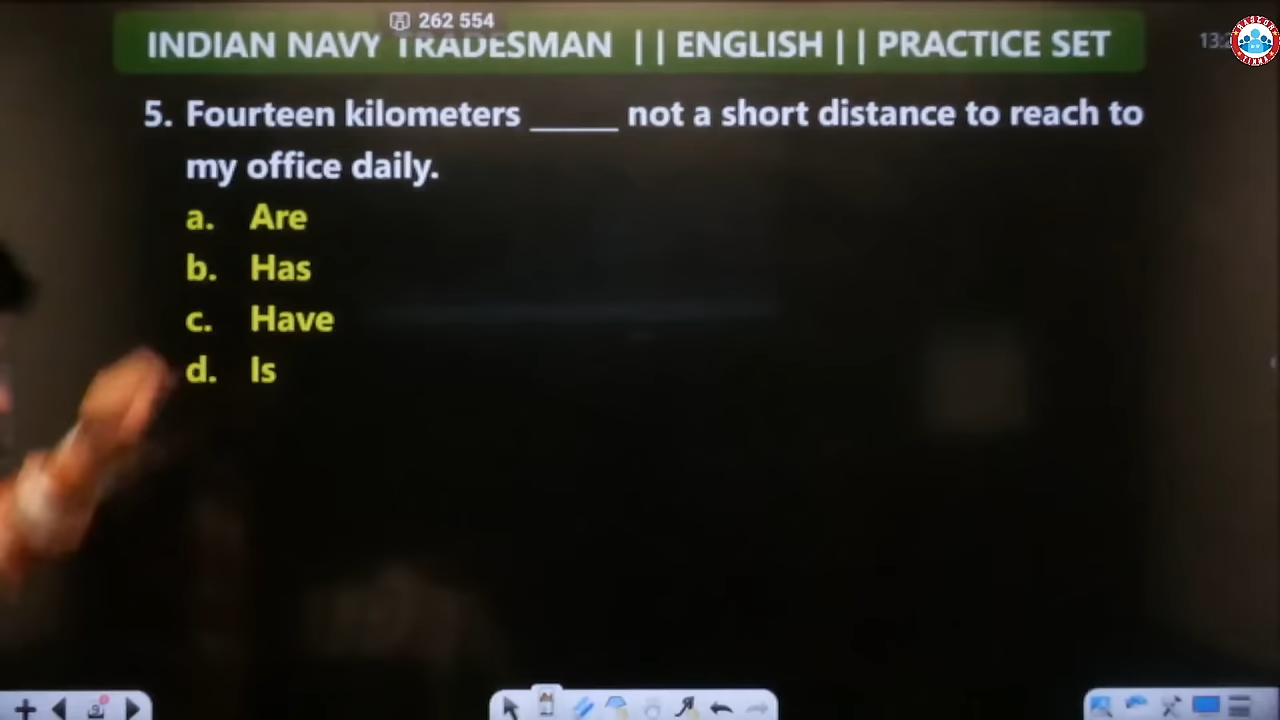 262 554
INDIAN NAVY TRADESMAN || ENGLISH || PRACTICE SET
5. Fourteen kilometers _____ not a short distance to reach to
my office daily.
a. Are
b. Has
c. Have
d. Is